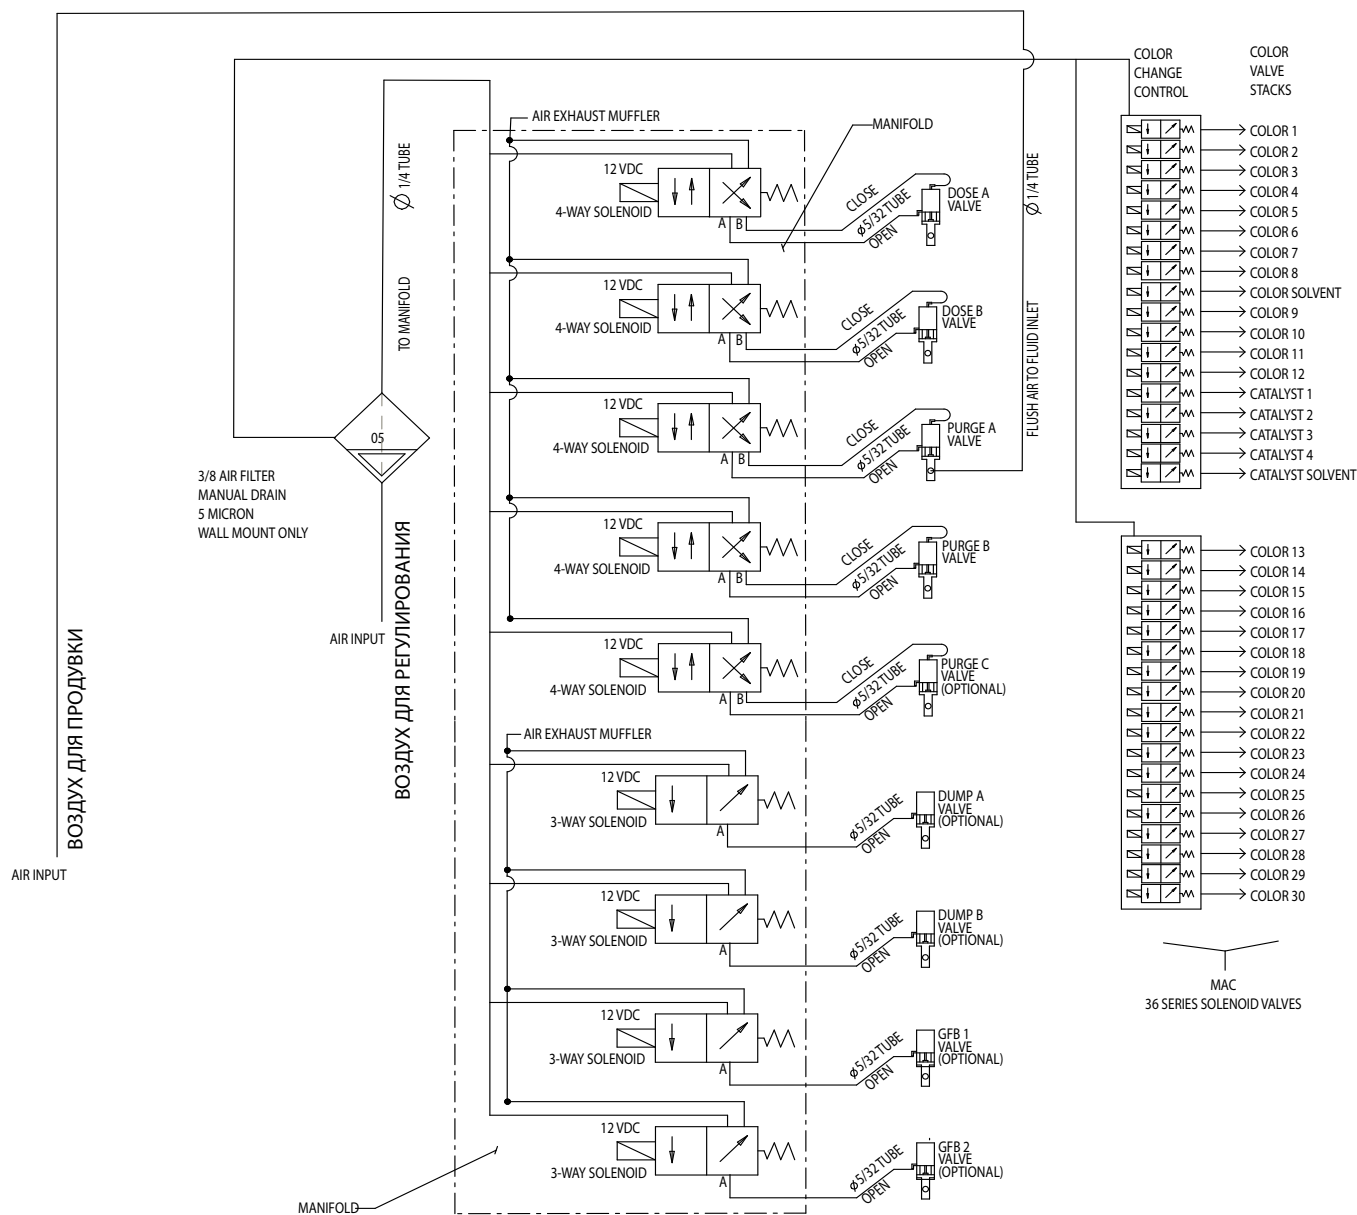 COLOR
CHANGE
CONTROL
COLOR
VALVE
STACKS
AIR EXHAUST MUFFLER
MANIFOLD
Ø 1/4 TUBE
TO MANIFOLD
05
3/8 AIR FILTER
MANUAL DRAIN
5 MICRON
WALL MOUNT ONLY
AIR INPUT
ВОЗДУХ ДЛЯ РЕГУЛИРОВАНИЯ
ВОЗДУХ ДЛЯ ПРОДУВКИ
AIR INPUT
12 VDC
4-WAY SOLENOID
A B
CLOSE
Ø5/32 TUBE
OPEN
DOSE A
VALVE
12 VDC
4-WAY SOLENOID
A B
CLOSE
Ø5/32 TUBE
OPEN
DOSE B
VALVE
12 VDC
4-WAY SOLENOID
A B
CLOSE
Ø5/32 TUBE
OPEN
PURGE A
VALVE
12 VDC
4-WAY SOLENOID
A B
CLOSE
Ø5/32 TUBE
OPEN
PURGE B
VALVE
12 VDC
4-WAY SOLENOID
A B
CLOSE
Ø5/32 TUBE
OPEN
PURGE C
VALVE
(OPTIONAL)
AIR EXHAUST MUFFLER
12 VDC
3-WAY SOLENOID
A
Ø5/32 TUBE
OPEN
DUMP A
VALVE
(OPTIONAL)
12 VDC
3-WAY SOLENOID
A
Ø5/32 TUBE
OPEN
DUMP B
VALVE
(OPTIONAL)
12 VDC
3-WAY SOLENOID
A
Ø5/32 TUBE
OPEN
GFB 1
VALVE
(OPTIONAL)
12 VDC
3-WAY SOLENOID
A
Ø5/32 TUBE
OPEN
GFB 2
VALVE
(OPTIONAL)
MANIFOLD
Ø 1/4 TUBE
FLUSH AIR TO FLUID INLET
COLOR 1
COLOR 2
COLOR 3
COLOR 4
COLOR 5
COLOR 6
COLOR 7
COLOR 8
COLOR SOLVENT
COLOR 9
COLOR 10
COLOR 11
COLOR 12
CATALYST 1
CATALYST 2
CATALYST 3
CATALYST 4
CATALYST SOLVENT
COLOR 13
COLOR 14
COLOR 15
COLOR 16
COLOR 17
COLOR 18
COLOR 19
COLOR 20
COLOR 21
COLOR 22
COLOR 23
COLOR 24
COLOR 25
COLOR 26
COLOR 27
COLOR 28
COLOR 29
COLOR 30
MAC
36 SERIES SOLENOID VALVES